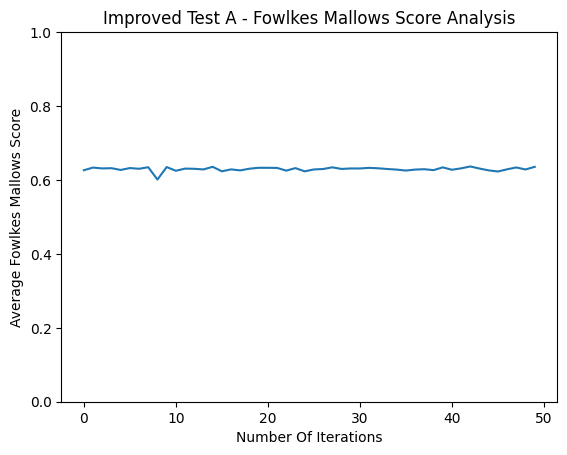 Improved Test A - Fowlkes Mallows Score Analysis
1.0
0.8
0.6
0.4
0.2
0.0
Average Fowlkes Mallows Score
0 10 20 30 40 50
Number Of Iterations